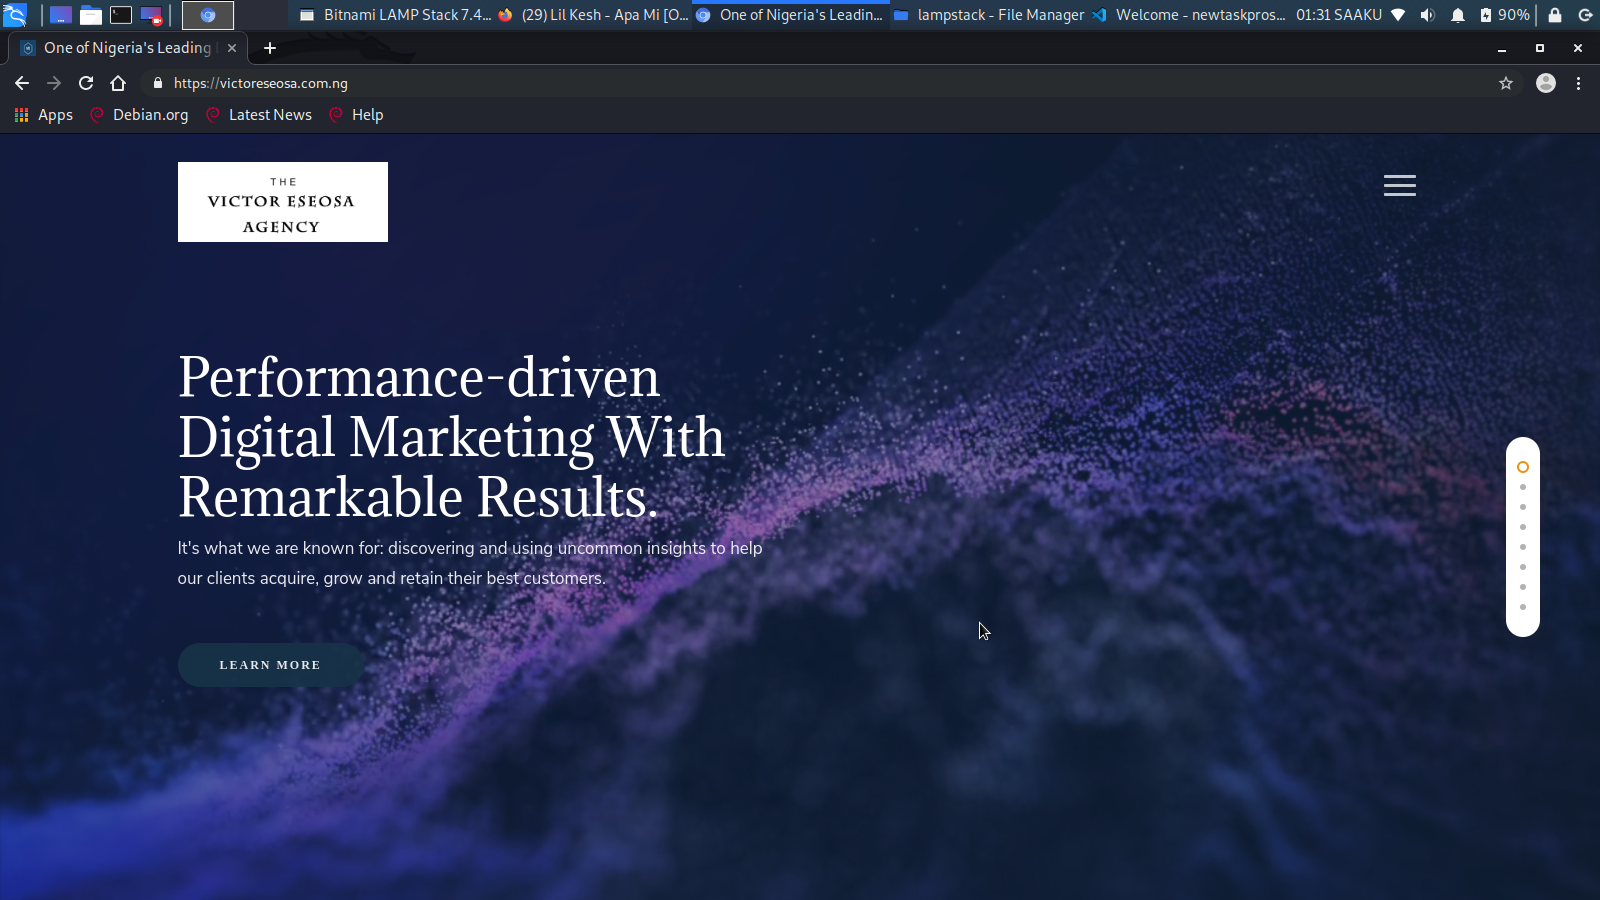 Bitnami LAMP Stack 7.4... (29) Lil Kesh - Apa Mi [O... One of Nigeria's Leadin... lampstack - File Manager Welcome - newtaskpros... 01:31 SAAKU 90%
One of Nigeria's Leading
https://victoreseosa.com.ng
Apps Debian.org Latest News Help
THE
VICTOR ESEOSA
AGENCY
Performance-driven
Digital Marketing With
Remarkable Results.
It's what we are known for: discovering and using uncommon insights to help
our clients acquire, grow and retain their best customers.
LEARN MORE